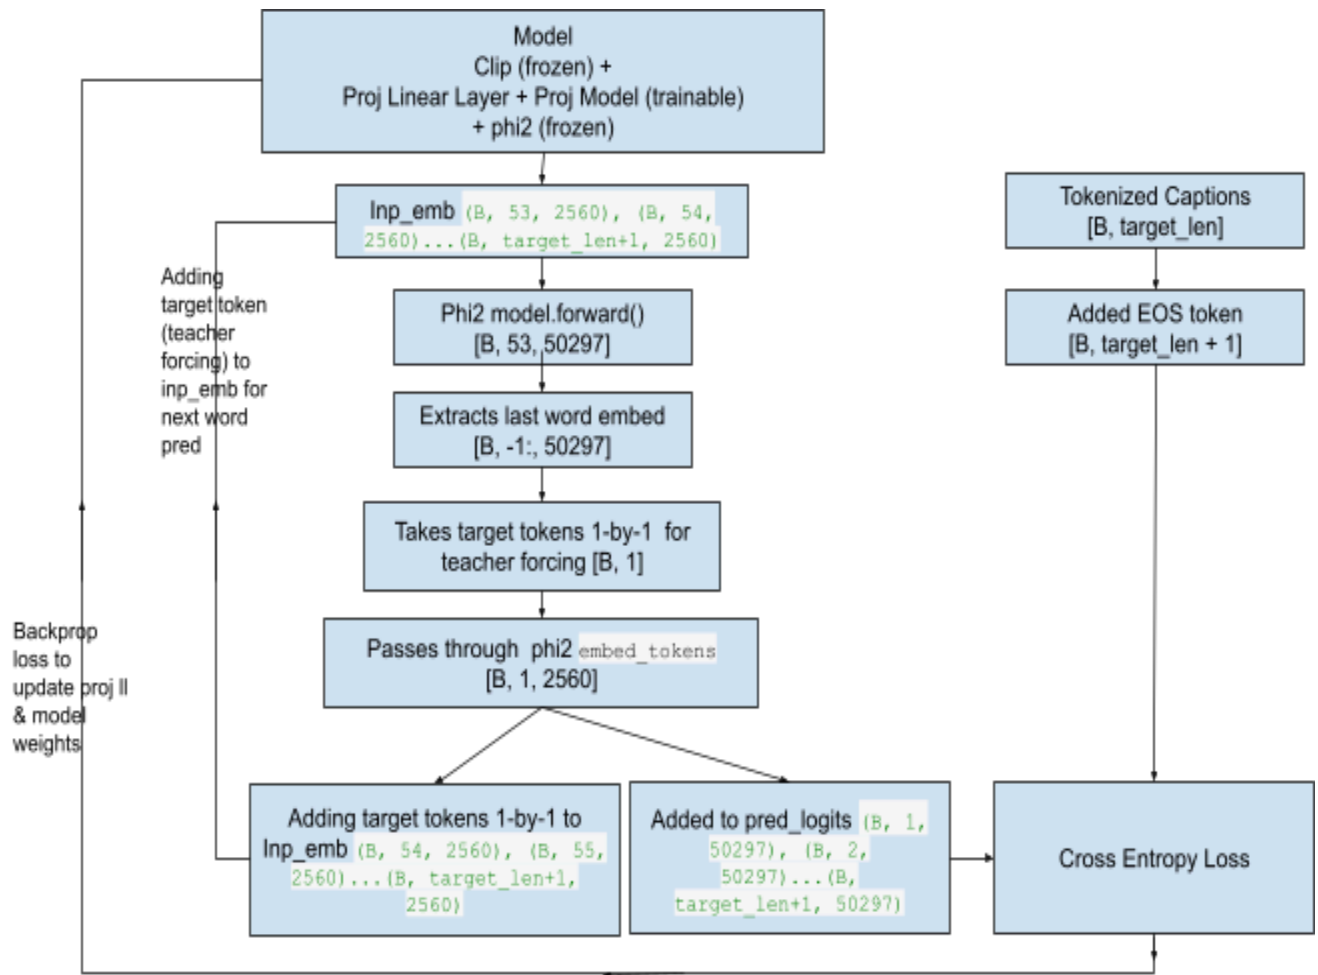 Model
Clip (frozen) +
Proj Linear Layer + Proj Model (trainable)
+ phi2 (frozen)
Inp_emb (B, 53, 2560), (B, 54,
2560)...(B, target_len+1, 2560)
Phi2 model.forward()
[B, 53, 50297]
Extracts last word embed
[B, -1:, 50297]
Takes target tokens 1-by-1 for
teacher forcing [B, 1]
Passes through phi2 embed_tokens
[B, 1, 2560]
Adding target tokens 1-by-1 to
Inp_emb (B, 54, 2560), (B, 55,
2560)...(B, target_len+1,
2560)
Added to pred_logits (B, 1,
50297), (B, 2,
50297)...(B,
target_len+1, 50297)
Adding
target token
(teacher
forcing) to
inp_emb for
next word
pred
Backprop
loss to
update proj ll
& model
weights
Tokenized Captions
[B, target_len]
Added EOS token
[B, target_len + 1]
Cross Entropy Loss